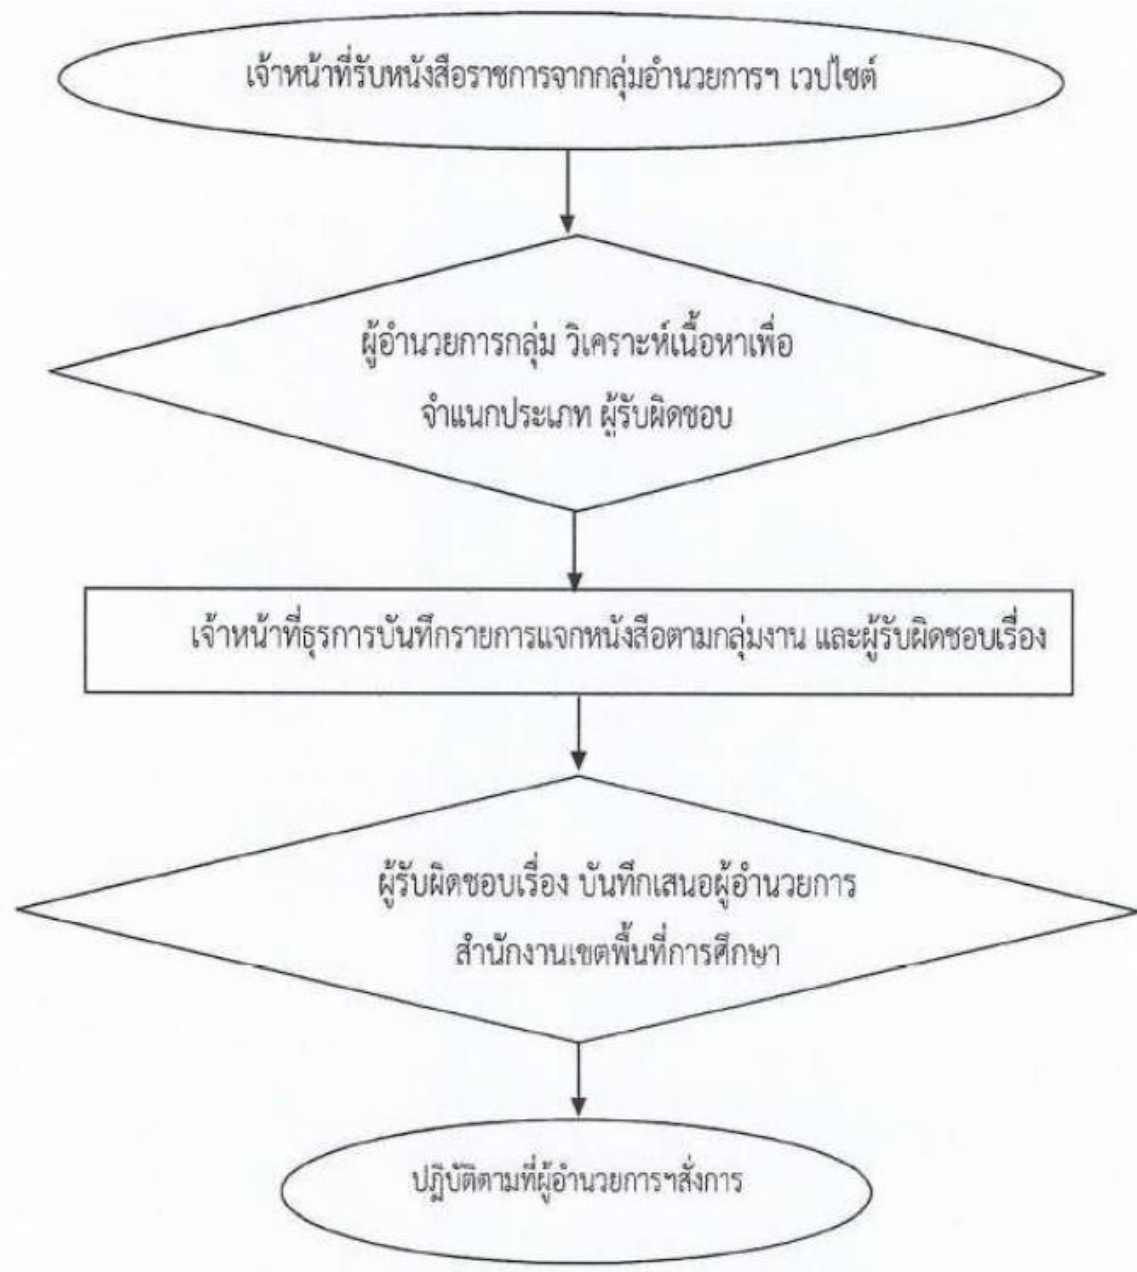 เจ้าหน้าที่รับหนังสือราชการจากกลุ่มอำนวยการฯ เวปไซต์
ผู้อำนวยการกลุ่ม วิเคราะห์เนื้อหาเพื่อ
จำแนกประเภท ผู้รับผิดชอบ
เจ้าหน้าที่ธุรการบันทึกรายการแจกหนังสือตามกลุ่มงาน และผู้รับผิดชอบเรื่อง
ผู้รับผิดชอบเรื่อง บันทึกเสนอผู้อำนวยการ
สำนักงานเขตพื้นที่การศึกษา
ปฏิบัติตามที่ผู้อำนวยการฯสั่งการ